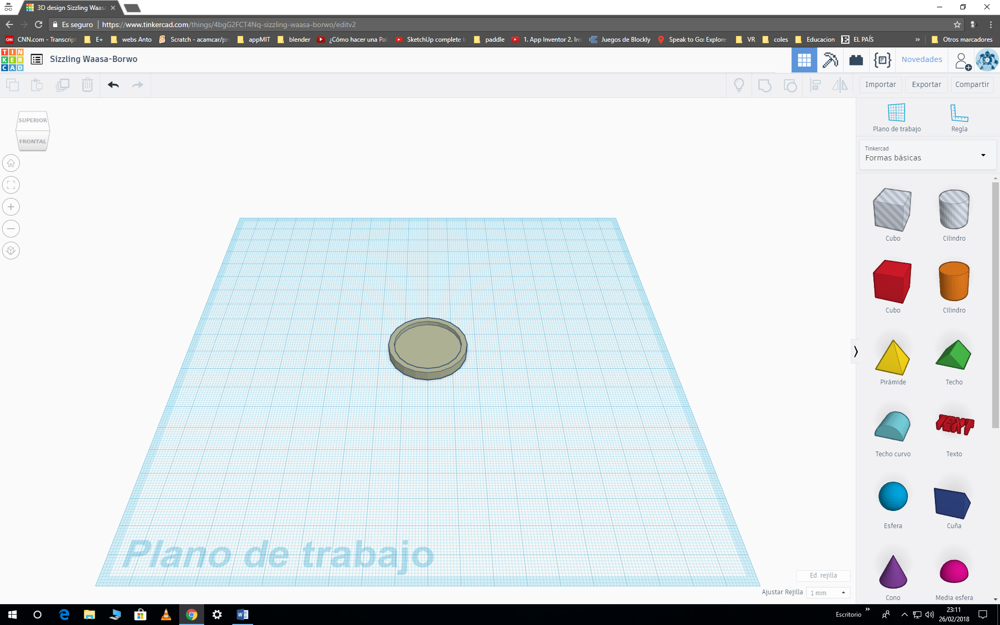 3D design Sizzling Waas
Es seguro
https://www.tinkercad.com/things/4bgG2FCT4Nq-sizzling-waasa-borwo/editv2
CNN CNN.com - Transcript
E+
webs Anto
Scratch - acamcar/pr
appMIT
blender
¿Cómo hacer una Pa
SketchUp complete t
paddle
1. App Inventor 2. Ins
Juegos de Blockly
Speak to Go: Explore
VR
coles
Educacion
E EL PAÍS
»
Otros marcadores
TIN
KER
CAD
Sizzling Waasa-Borwo
Novedades
Importar
Exportar
Compartir
SUPERIOR
FRONTAL
Plano de trabajo
Regla
Tinkercad
Formas básicas
Cubo
Cilindro
Cubo
Cilindro
Pirámide
Techo
TEXT
Techo curvo
Texto
Esfera
Cuña
Cono
Media esfera
Plano de trabajo
Ed. rejilla
Ajustar Rejilla
1 mm
Escritorio
»
23:11
26/02/2018